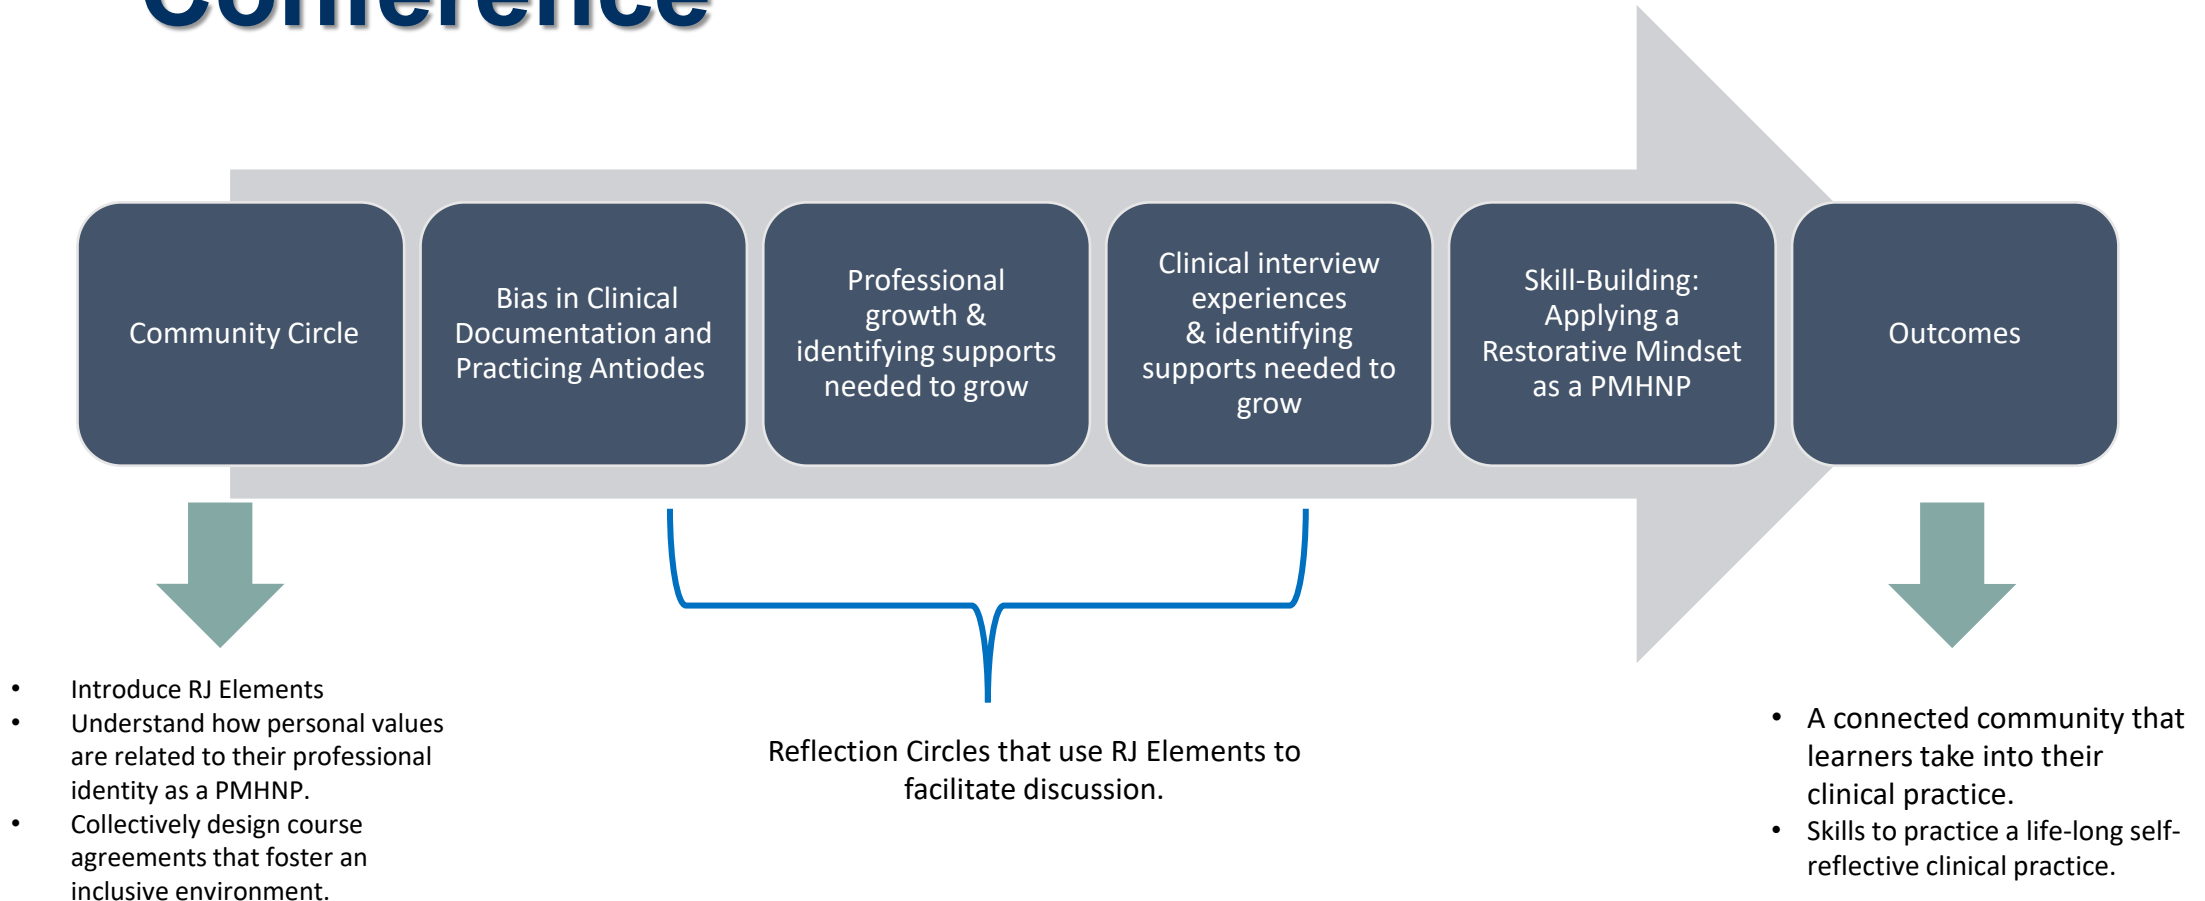 Conference
Community Circle
Bias in Clinical
Documentation and
Practicing Antiodes
Professional
growth &
identifying supports
needed to grow
Clinical interview
experiences
& identifying
supports needed to
grow
Skill-Building:
Applying a
Restorative Mindset
as a PMHNP
Outcomes
• Introduce RJ Elements
• Understand how personal values
are related to their professional
identity as a PMHNP.
• Collectively design course
agreements that foster an
inclusive environment.
Reflection Circles that use RJ Elements to
facilitate discussion.
• A connected community that
learners take into their
clinical practice.
• Skills to practice a life-long self-
reflective clinical practice.